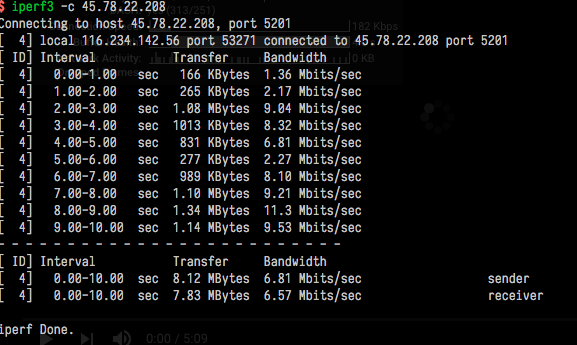 $ iperf3 -c 45.78.22.208
Connecting to host 45.78.22.208, port 5201
[  4] local 116.234.142.56 port 53271 connected to 45.78.22.208 port 5201
[ ID] Interval           Transfer     Bandwidth
[  4]   0.00-1.00   sec   166 KBytes  1.36 Mbits/sec
[  4]   1.00-2.00   sec   265 KBytes  2.17 Mbits/sec
[  4]   2.00-3.00   sec  1.08 MBytes  9.04 Mbits/sec
[  4]   3.00-4.00   sec  1013 KBytes  8.32 Mbits/sec
[  4]   4.00-5.00   sec   831 KBytes  6.81 Mbits/sec
[  4]   5.00-6.00   sec   277 KBytes  2.27 Mbits/sec
[  4]   6.00-7.00   sec   989 KBytes  8.10 Mbits/sec
[  4]   7.00-8.00   sec  1.10 MBytes  9.21 Mbits/sec
[  4]   8.00-9.00   sec  1.34 MBytes  11.3 Mbits/sec
[  4]   9.00-10.00  sec  1.14 MBytes  9.53 Mbits/sec
- - - - - - - - - - - - - - - - - - - - - - - - -
[ ID] Interval           Transfer     Bandwidth
[  4]   0.00-10.00  sec  8.12 MBytes  6.81 Mbits/sec                  sender
[  4]   0.00-10.00  sec  7.83 MBytes  6.57 Mbits/sec                  receiver
iperf Done.
(313/251)
182 Kbps
Activity:
0 KB
0:00 / 5:09